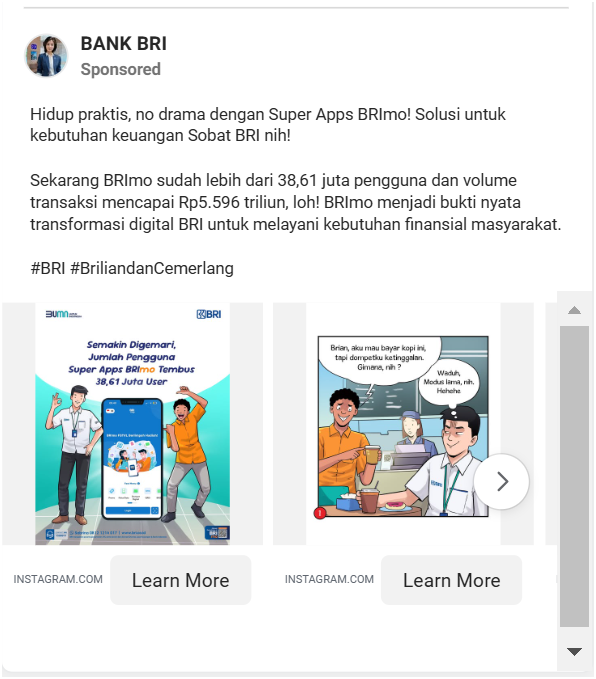 BANK BRI
Sponsored
Hidup praktis, no drama dengan Super Apps BRImo! Solusi untuk
kebutuhan keuangan Sobat BRI nih!
Sekarang BRImo sudah lebih dari 38,61 juta pengguna dan volume
transaksi mencapai Rp5.596 triliun, loh! BRImo menjadi bukti nyata
transformasi digital BRI untuk melayani kebutuhan finansial masyarakat.
#BRI #BriliandanCemerlang
BUMN
BRI
Semakin Digemari,
Jumlah Pengguna
Super Apps BRImo Tembus
38,61 Juta User
Brian, aku mau bayar kopi ini,
tapi dompetku ketinggalan.
Gimana, nih ?
Waduh,
Modus lama, nih.
Hehehe
BRI
1
INSTAGRAM.COM
Learn More
INSTAGRAM.COM
Learn More